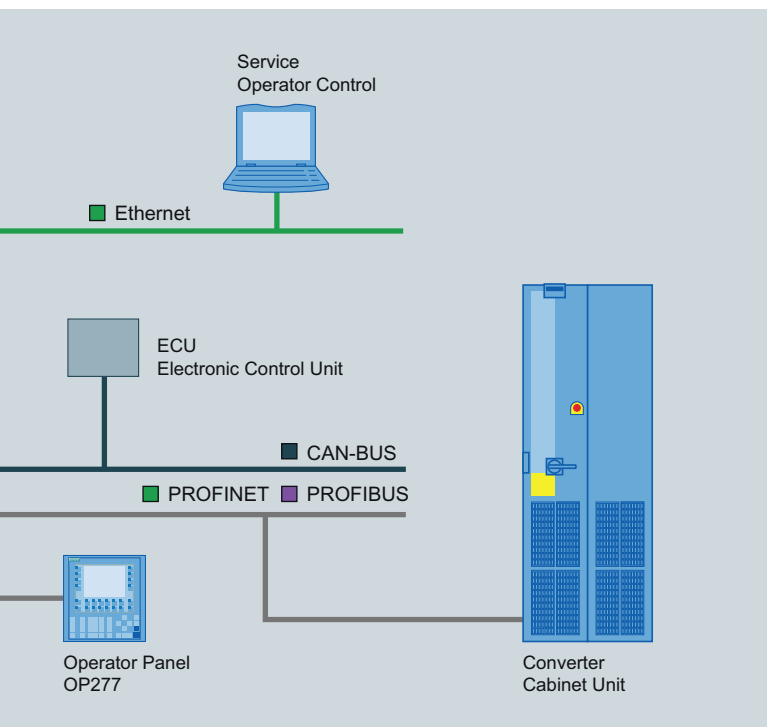 Service
Operator Control
Ethernet
ECU
Electronic Control Unit
CAN-BUS
PROFINET PROFIBUS
Operator Panel
OP277
Converter
Cabinet Unit